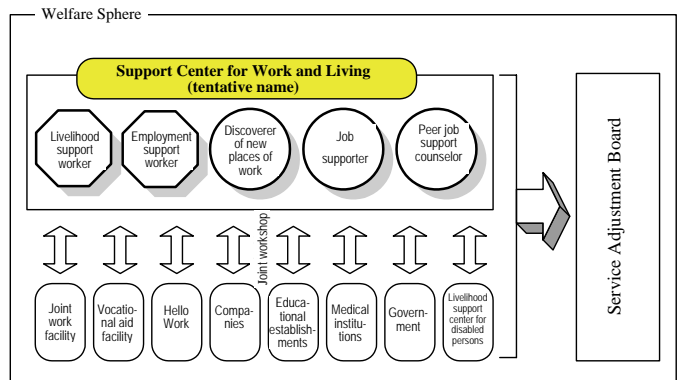 Welfare Sphere
Support Center for Work and Living
(tentative name)
Livelihood
support
worker
Employment
support
worker
Discoverer
of new
places of
work
Job
supporter
Peer job
support
counselor
Joint workshop
Joint
work
facility
Vocatio-
nal aid
facility
Hello
Work
Compa-
nies
Educa-
tional
establish-
ments
Medical
institu-
tions
Govern-
ment
Livelihood
support
center for
disabled
persons
Service Adjustment Board